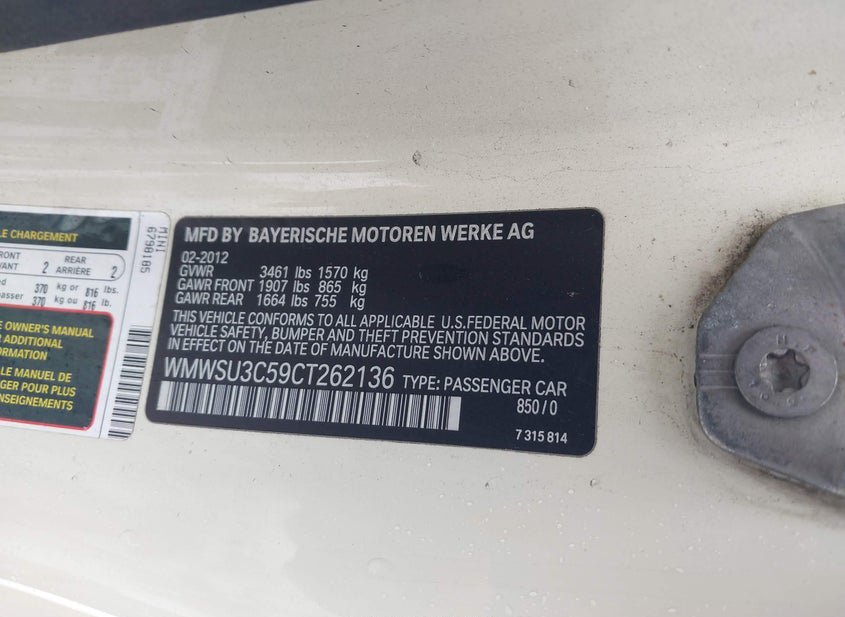 LE CHARGEMENT
FRONT
AVANT 2
REAR
ARRIÈRE 2
370 kg or 816 lbs.
passer 370 kg ou 816 lb.
OWNER'S MANUAL
ADDITIONAL
MANUEL DE
POUR PLUS
MINI
6798185
MFD BY BAYERISCHE MOTOREN WERKE AG
02-2012
GVWR 3461 lbs 1570 kg
GAWR FRONT 1907 lbs 865 kg
GAWR REAR 1664 lbs 755 kg
THIS VEHICLE CONFORMS TO ALL APPLICABLE U.S.FEDERAL MOTOR
VEHICLE SAFETY, BUMPER AND THEFT PREVENTION STANDARDS
IN EFFECT ON THE DATE OF MANUFACTURE SHOWN ABOVE.
WMWSU3C59CT262136 TYPE: PASSENGER CAR
850/0
7 315 814